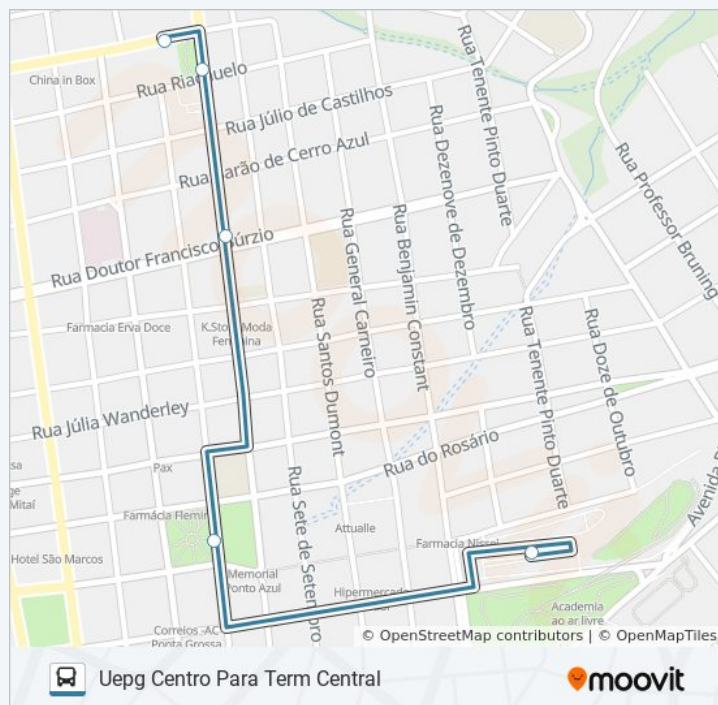 China in Box
Rua Riachuelo
Rua Júlio de Castilhos
Rua Barão de Cerro Azul
Rua Tenente Pinto Duarte
Rua Dezenove de Dezembro
Rua Professor Bruning
Rua General Carneiro
Rua Benjamin Constant
Rua Doutor Francisco Búrzio
Farmacia Erva Doce
K.Store Moda
Feminina
Rua Santos Dumont
Rua Tenente Pinto Duarte
Rua Doze de Outubro
Rua Júlia Wanderley
Rua do Rosário
Pax
Mitaí
Rua Sete de Setembro
Farmácia Fleming
Attualle
Farmacia Nissei
Avenida
Hotel São Marcos
Memorial
Ponto Azul
Hipermercado
Academia
ao ar livre
Correios -AC
Ponta Grossa
© OpenStreetMap contributors | © OpenMapTiles
Uepg Centro Para Term Central
moovit